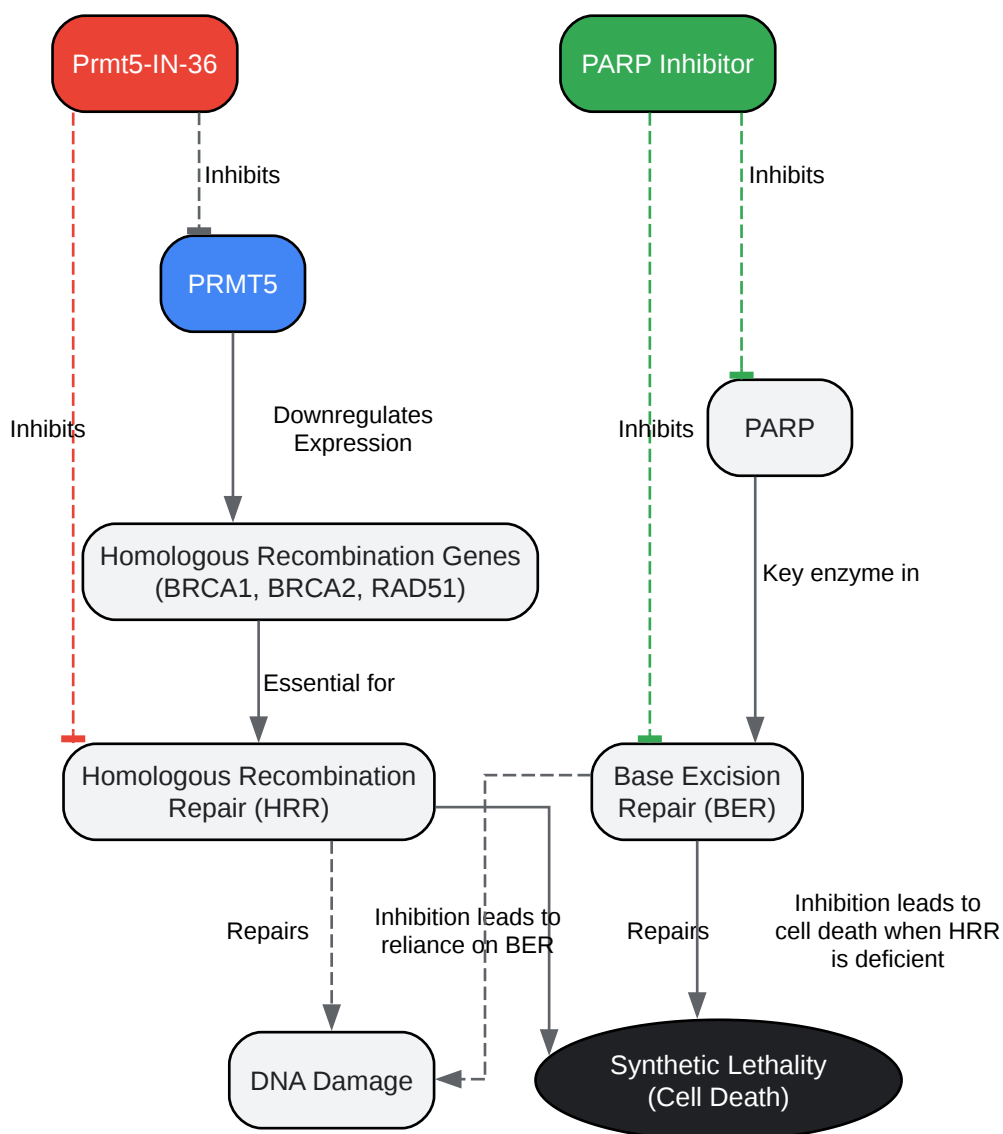 Prmt5-IN-36
PARP Inhibitor
Inhibits
Inhibits
PRMT5
Downregulates
Expression
Inhibits
Inhibits
PARP
Homologous Recombination Genes
(BRCA1, BRCA2, RAD51)
Key enzyme in
Essential for
Homologous Recombination
Repair (HRR)
Base Excision
Repair (BER)
Repairs
Inhibition leads to
reliance on BER
Repairs
Inhibition leads to
cell death when HRR
is deficient
DNA Damage
Synthetic Lethality
(Cell Death)